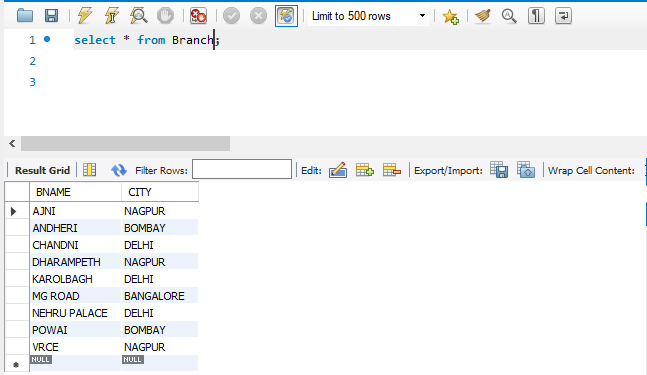 Limit to 500 rows
1 select * from Branch;
2
3
Result Grid Filter Rows: Edit: Export/Import: Wrap Cell Content:
BNAME CITY
AJNI NAGPUR
ANDHERI BOMBAY
CHANDNI DELHI
DHARAMPETH NAGPUR
KAROLBAGH DELHI
MG ROAD BANGALORE
NEHRU PALACE DELHI
POWAI BOMBAY
VRCE NAGPUR
NULL NULL